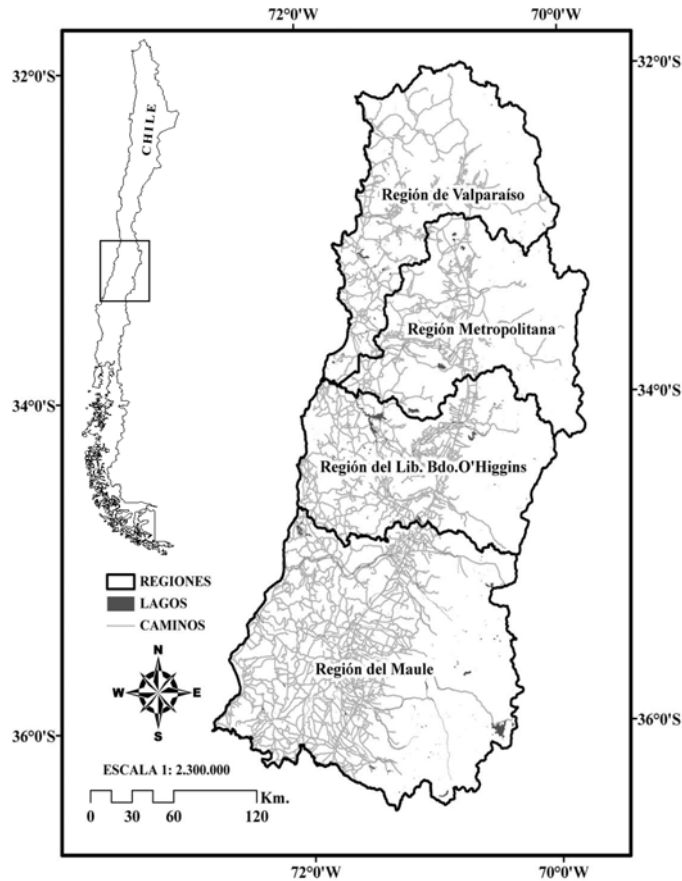 72°0'W 70°0'W
32°0'S 32°0'S
CHILE
Región de Valparaíso
Región Metropolitana
34°0'S 34°0'S
Región del Lib. Bdo.O'Higgins
REGIONES
LAGOS
CAMINOS
N
W E
S
Región del Maule
36°0'S 36°0'S
ESCALA 1: 2.300.000
Km.
0 30 60 120
72°0'W 70°0'W